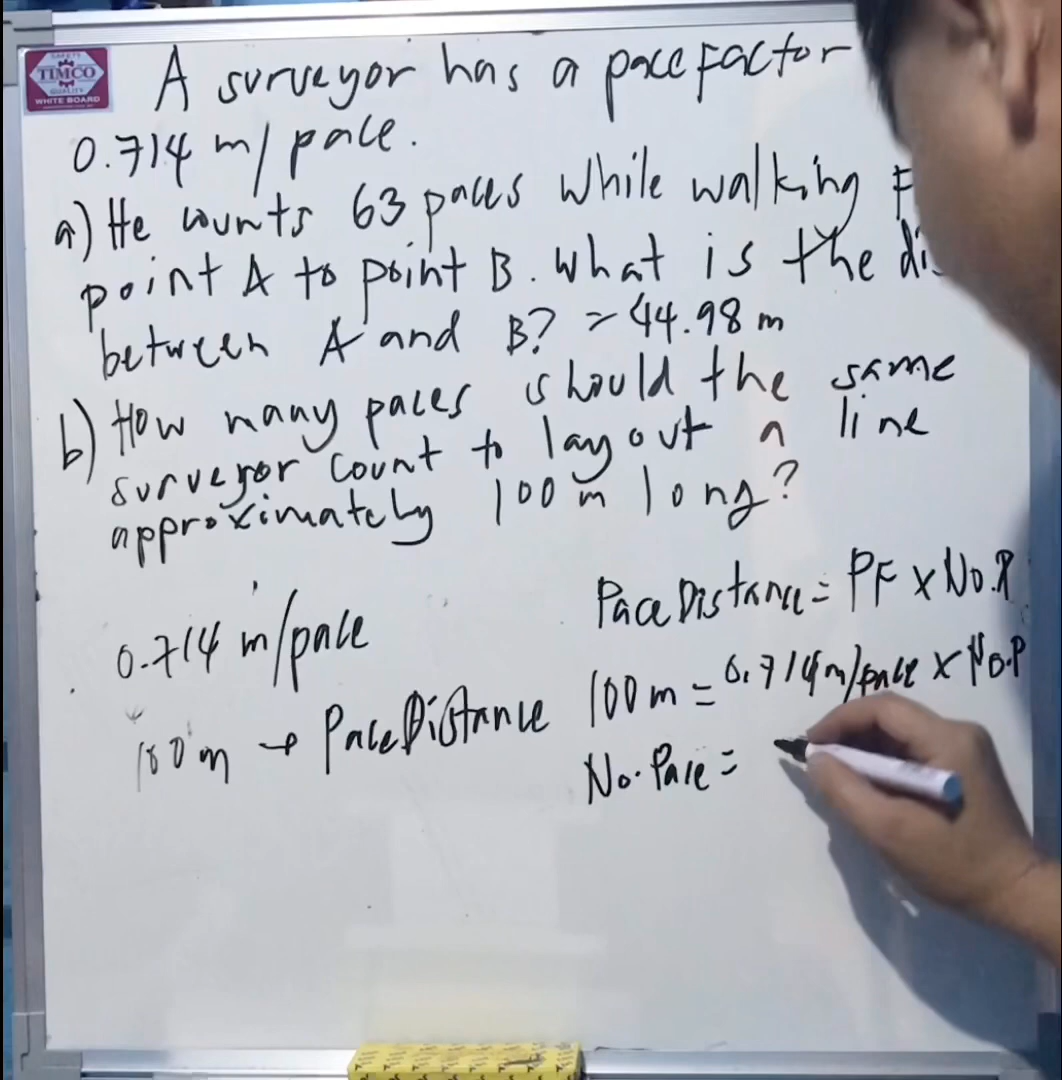 SAFETY
TIMCO
QUALITY
WHITE BOARD
A surveyor has a pace factor
0.714 m/pace.
a) He counts 63 paces while walking F
point A to point B. What is the di
between A and B? = 44.98 m
b) How many paces should the same
surveyor count to layout a line
approximately 100 m long?
0.714 m/pace
100 m → Pace Distance
Pace Distance = PF x No.P
100 m = 0.714 m/pace x No.P
No. Pace =